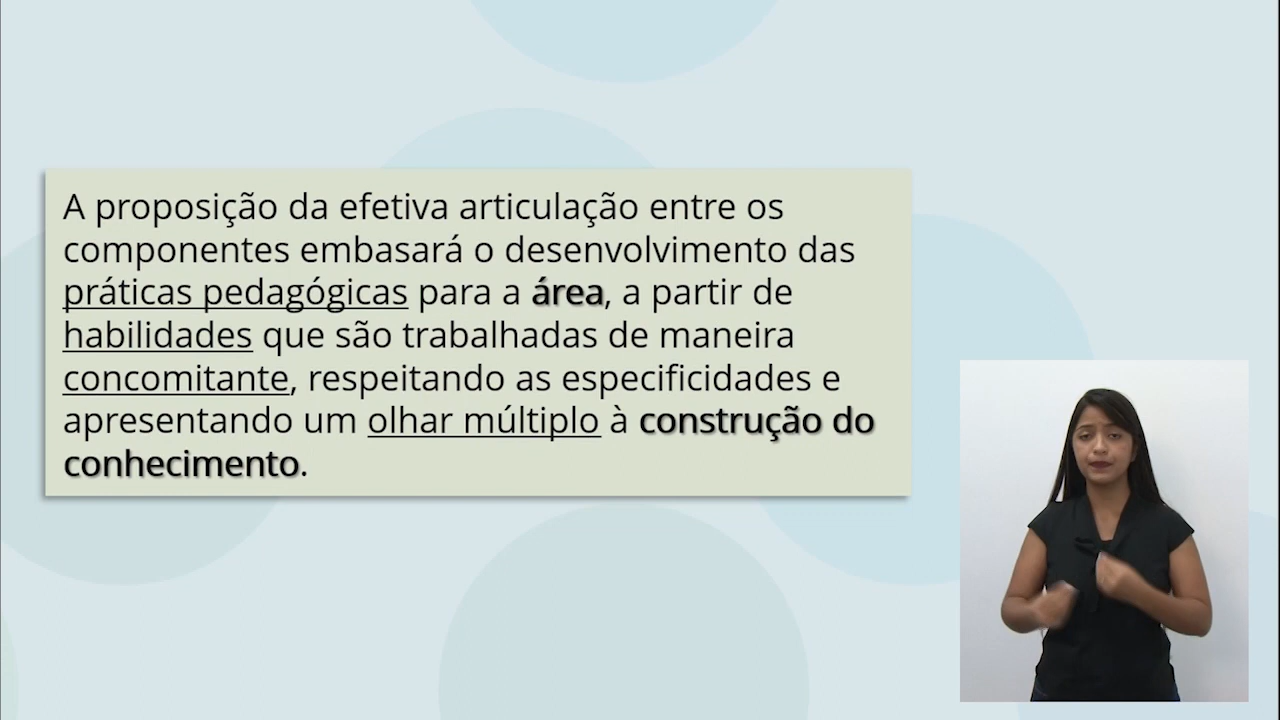 A proposição da efetiva articulação entre os
componentes embasará o desenvolvimento das
práticas pedagógicas para a área, a partir de
habilidades que são trabalhadas de maneira
concomitante, respeitando as especificidades e
apresentando um olhar múltiplo à construção do
conhecimento.